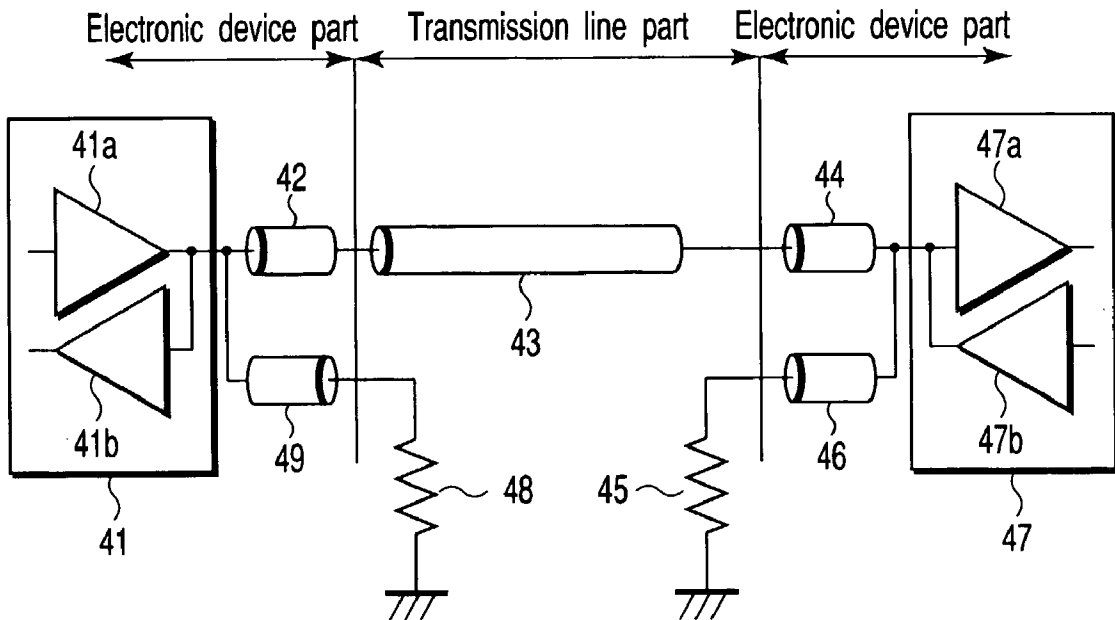 Electronic device part
Transmission line part
Electronic device part
41a
42
44
47a
43
41b
49
46
47b
48
45
41
47